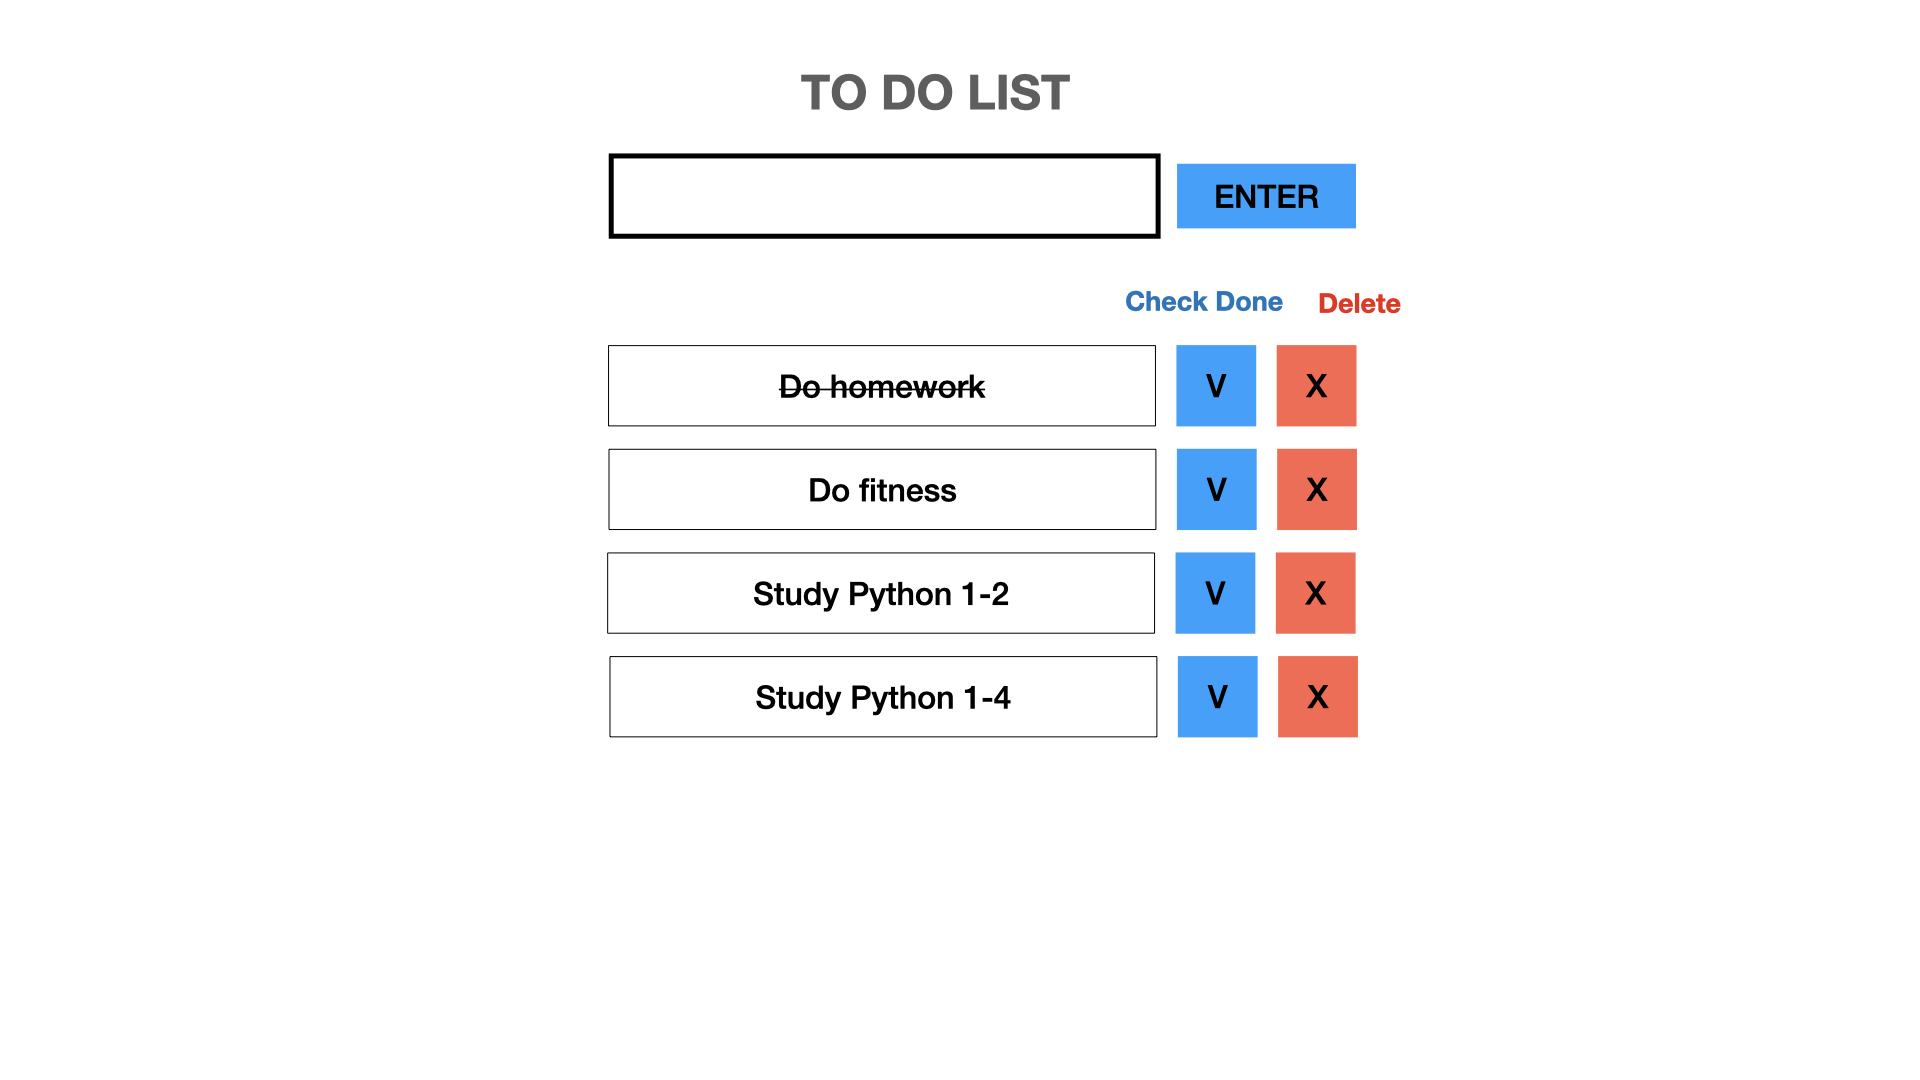 TO DO LIST
ENTER
Check Done Delete
Do homework V X
Do fitness V X
Study Python 1-2 V X
Study Python 1-4 V X